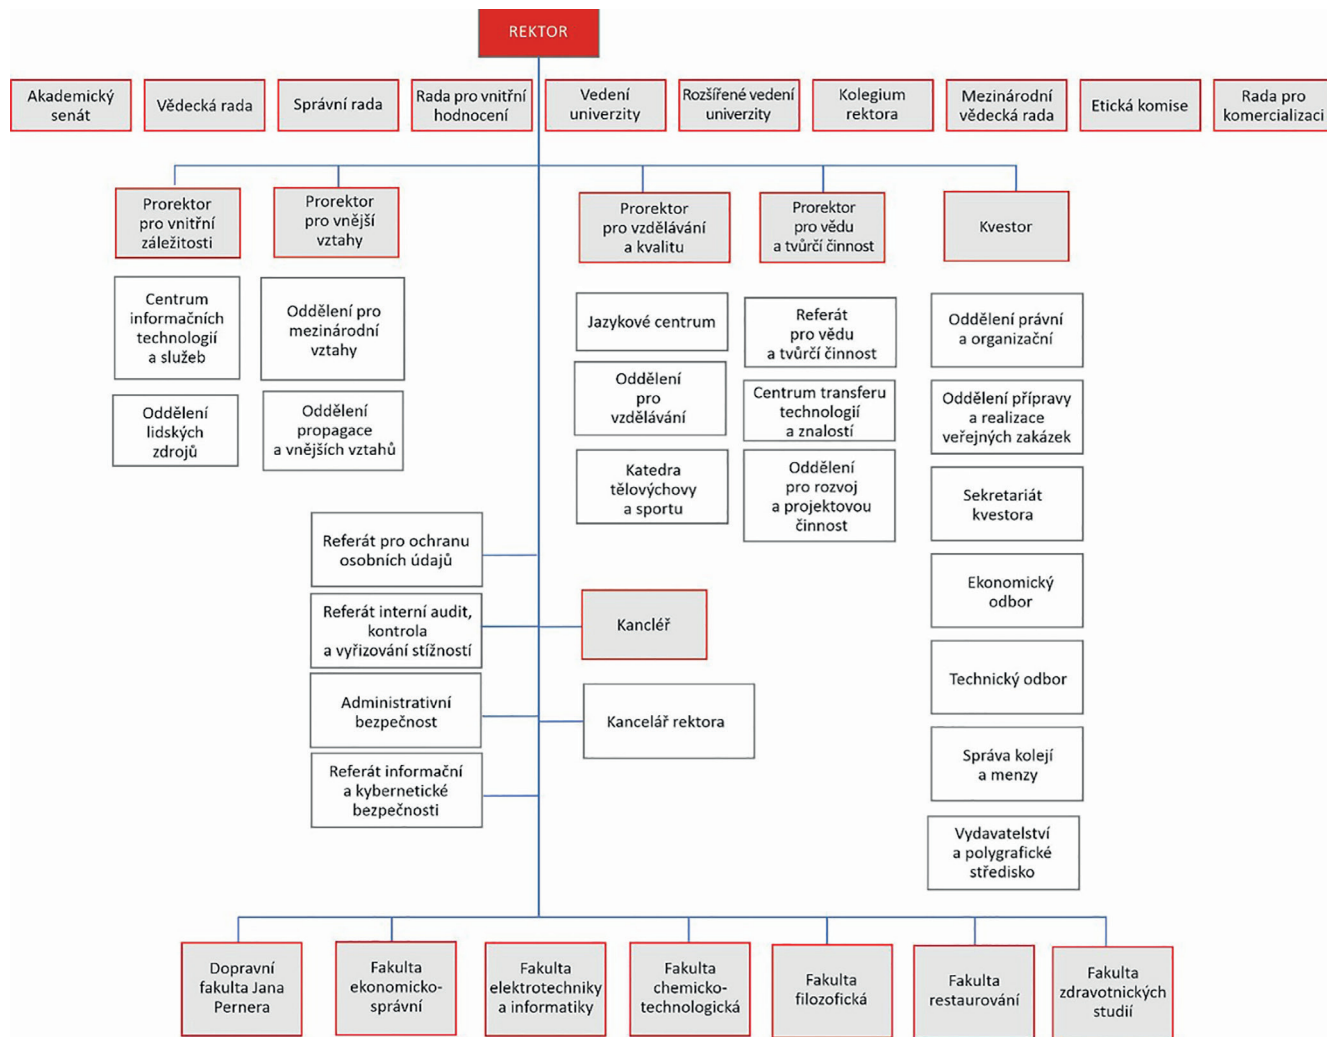 REKTOR
Akademický
senát
Vědecká rada
Správní rada
Rada pro vnitřní
hodnocení
Vedení
univerzity
Rozšířené vedení
univerzity
Kolegium
rektora
Mezinárodní
vědecká rada
Etická komise
Rada pro
komercializaci
Prorektor
pro vnitřní
záležitosti
Prorektor
pro vnější
vztahy
Prorektor
pro vzdělávání
a kvalitu
Prorektor
pro vědu
a tvůrčí činnost
Kvestor
Centrum
informačních
technologií
a služeb
Oddělení
lidských
zdrojů
Oddělení pro
mezinárodní
vztahy
Oddělení
propagace
a vnějších vztahů
Jazykové centrum
Oddělení
pro
vzdělávání
Katedra
tělovýchovy
a sportu
Referát
pro vědu
a tvůrčí činnost
Centrum transferu
technologií
a znalostí
Oddělení
pro rozvoj
a projektovou
činnost
Oddělení právní
a organizační
Oddělení přípravy
a realizace
veřejných zakázek
Sekretariát
kvestora
Ekonomický
odbor
Technický odbor
Správa kolejí
a menzy
Vydavatelství
a polygrafické
středisko
Referát pro ochranu
osobních údajů
Referát interní audit,
kontrola
a vyřizování stížností
Administrativní
bezpečnost
Referát informační
a kybernetické
bezpečnosti
Kancléř
Kancelář rektora
Dopravní
fakulta Jana
Pernera
Fakulta
ekonomicko-
správní
Fakulta
elektrotechniky
a informatiky
Fakulta
chemicko-
technologická
Fakulta
filozofická
Fakulta
restaurování
Fakulta
zdravotnických
studií